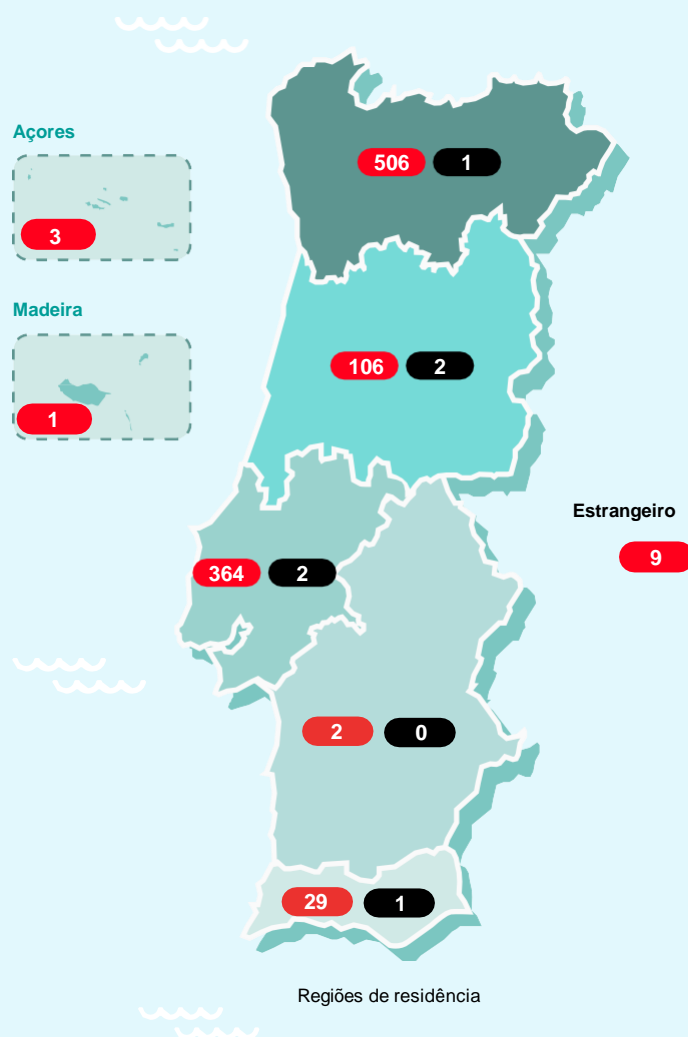 Açores
506 1
3
Madeira
106 2
1
Estrangeiro
9
364 2
2 0
29 1
Regiões de residência